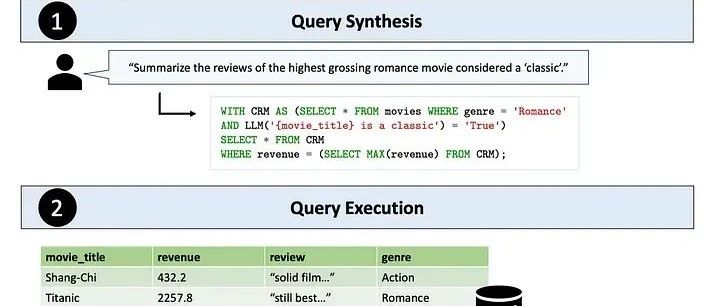 1 Query Synthesis
“Summarize the reviews of the highest grossing romance movie considered a ‘classic’.”
WITH CRM AS (SELECT * FROM movies WHERE genre = 'Romance'
AND LLM('{movie_title} is a classic') = 'True')
SELECT * FROM CRM
WHERE revenue = (SELECT MAX(revenue) FROM CRM);
2 Query Execution
movie_title revenue review genre
Shang-Chi 432.2 “solid film...” Action
Titanic 2257.8 “still best...” Romance